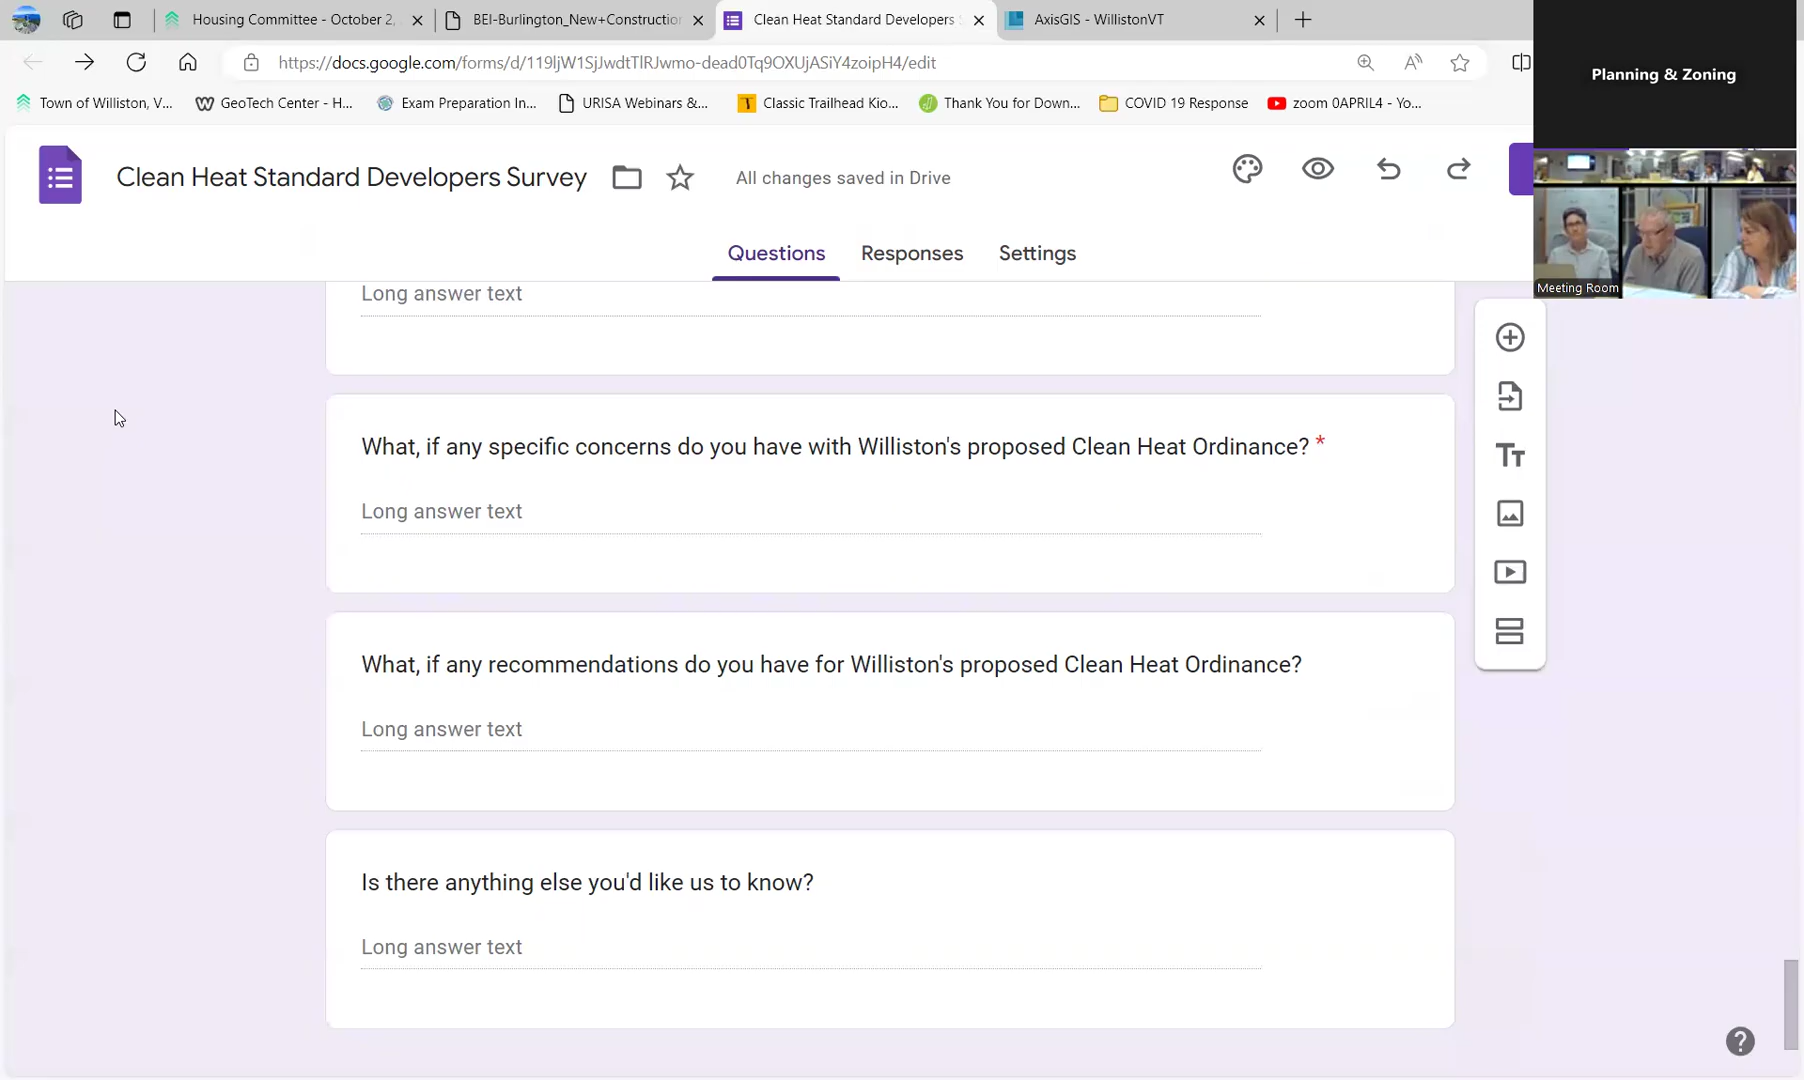 Housing Committee - October 2,
BEI-Burlington_New+Construction
Clean Heat Standard Developers S
AxisGIS - WillistonVT
Planning & Zoning
https://docs.google.com/forms/d/119ljW1SjJwdtTlRJwmo-dead0Tq9OXUjASiY4zoipH4/edit
Town of Williston, V...
GeoTech Center - H...
Exam Preparation In...
URISA Webinars &...
Classic Trailhead Kio...
Thank You for Down...
COVID 19 Response
zoom 0APRIL4 - Yo...
Clean Heat Standard Developers Survey
All changes saved in Drive
Questions
Responses
Settings
Meeting Room
Long answer text
What, if any specific concerns do you have with Williston's proposed Clean Heat Ordinance? *
Long answer text
What, if any recommendations do you have for Williston's proposed Clean Heat Ordinance?
Long answer text
Is there anything else you'd like us to know?
Long answer text